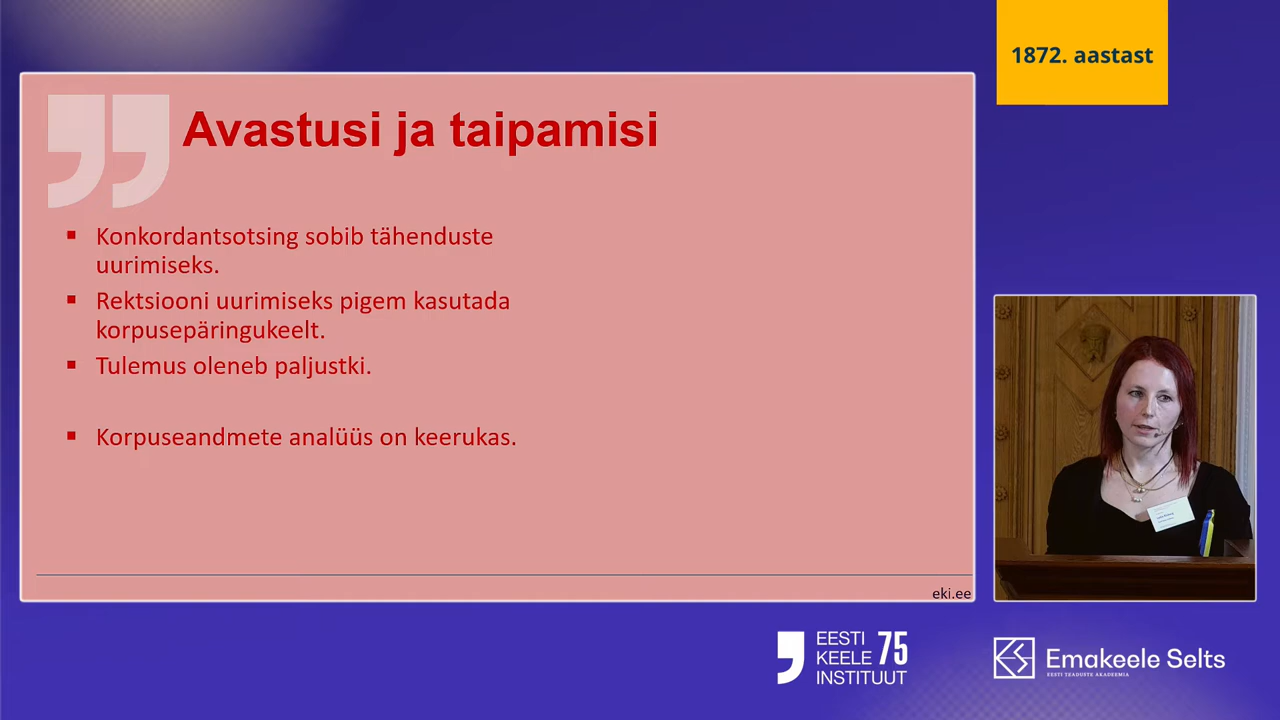 1872. aastast
Avastusi ja taipamisi
Konkordantsotsing sobib tähenduste
uurimiseks.
Rektsiooni uurimiseks pigem kasutada
korpusepäringukeelt.
Tulemus oleneb paljustki.
Korpuseandmete analüüs on keerukas.
eki.ee
EESTI
KEELE 75
INSTITUUT
Emakeele Selts
EESTI TEADUSTE AKADEEMIA